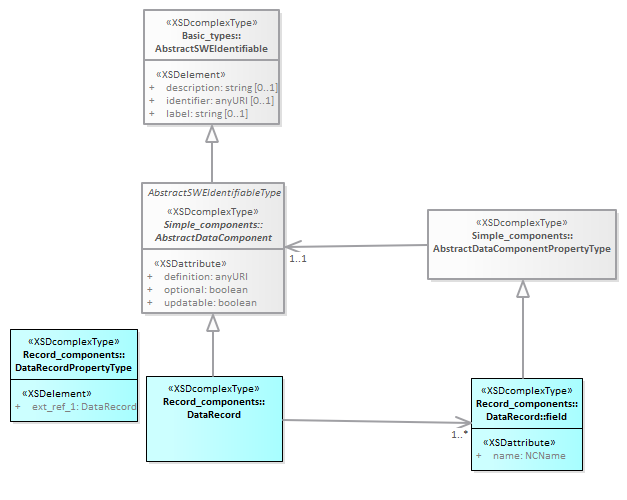 «XSDcomplexType»
Basic_types::
AbstractSWEIdentifiable
«XSDelement»
+ description: string [0..1]
+ identifier: anyURI [0..1]
+ label: string [0..1]
AbstractSWEIdentifiableType
«XSDcomplexType»
Simple_components::
AbstractDataComponent
«XSDattribute»
+ definition: anyURI
+ optional: boolean
+ updatable: boolean
«XSDcomplexType»
Simple_components::
AbstractDataComponentPropertyType
1..1
«XSDcomplexType»
Record_components::
DataRecordPropertyType
«XSDelement»
+ ext_ref_1: DataRecord
«XSDcomplexType»
Record_components::
DataRecord
1..*
«XSDcomplexType»
Record_components::
DataRecord::field
«XSDattribute»
+ name: NCName